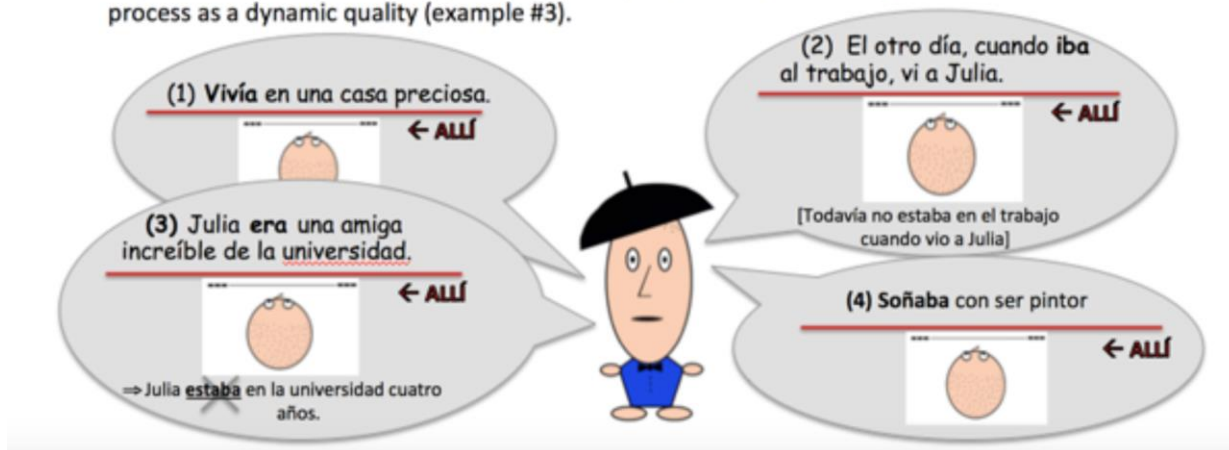 process as a dynamic quality (example #3).
(1) Vivía en una casa preciosa.
← ALLÍ
(2) El otro día, cuando iba
al trabajo, vi a Julia.
← ALLÍ
[Todavía no estaba en el trabajo
cuando vio a Julia]
(3) Julia era una amiga
increíble de la universidad.
← ALLÍ
⇒Julia estaba en la universidad cuatro
años.
(4) Soñaba con ser pintor
← ALLÍ